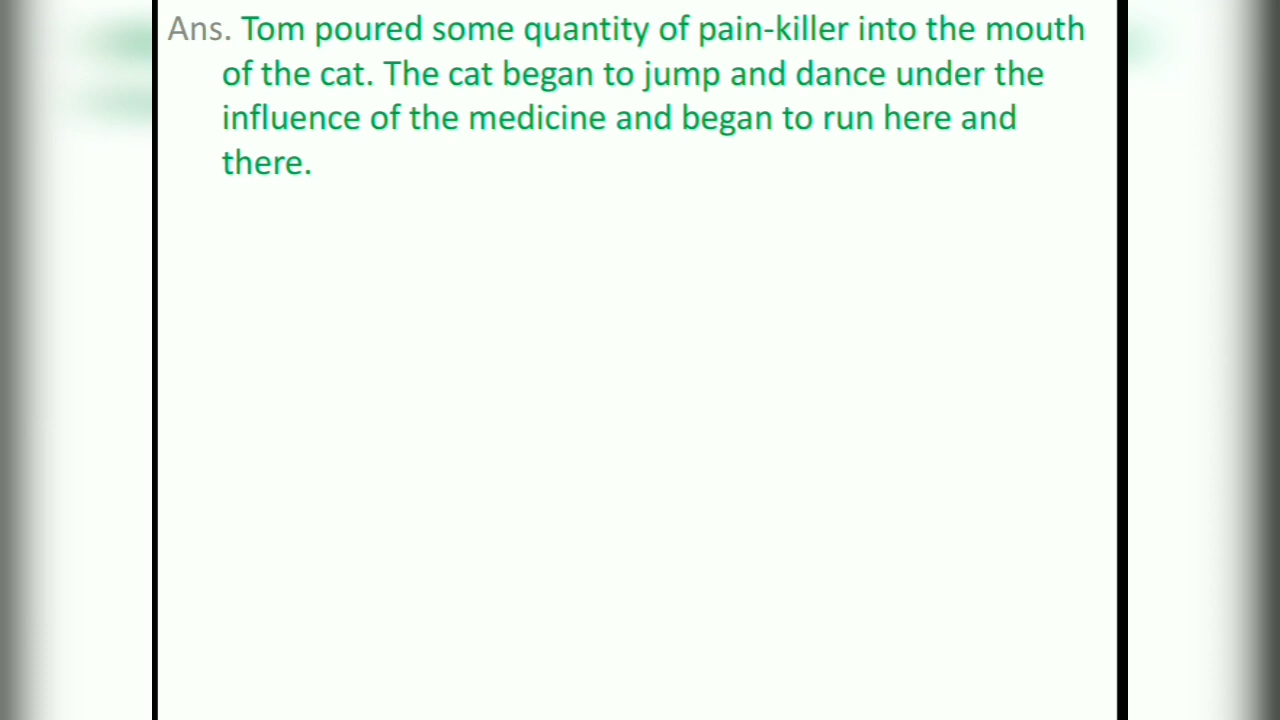 Ans. Tom poured some quantity of pain-killer into the mouth
of the cat. The cat began to jump and dance under the
influence of the medicine and began to run here and
there.